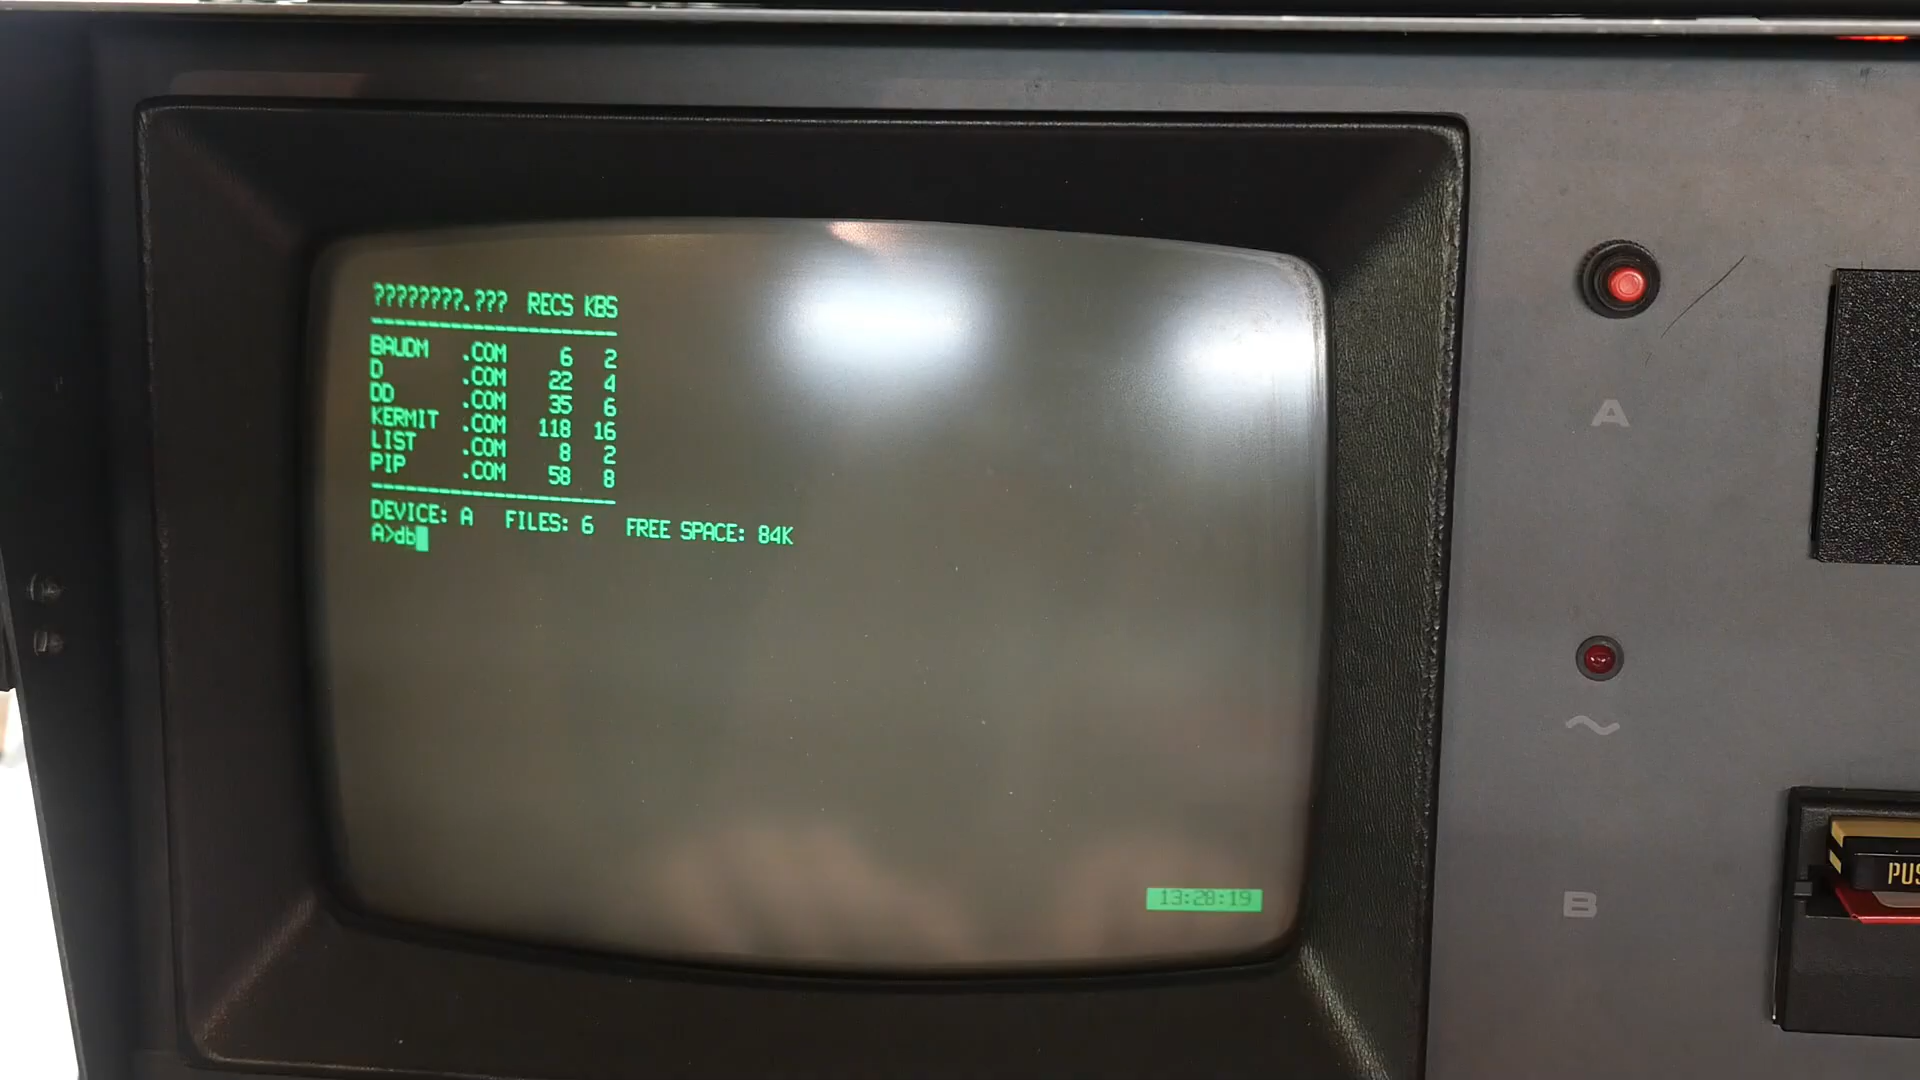 ????????.??? RECS KBS
----------------------
BAUDM .COM 6 2
D .COM 22 4
DD .COM 35 6
KERMIT .COM 118 16
LIST .COM 8 2
PIP .COM 58 8
----------------------
DEVICE: A FILES: 6 FREE SPACE: 84K
A>db
13:28:19
A
~
B
PUS